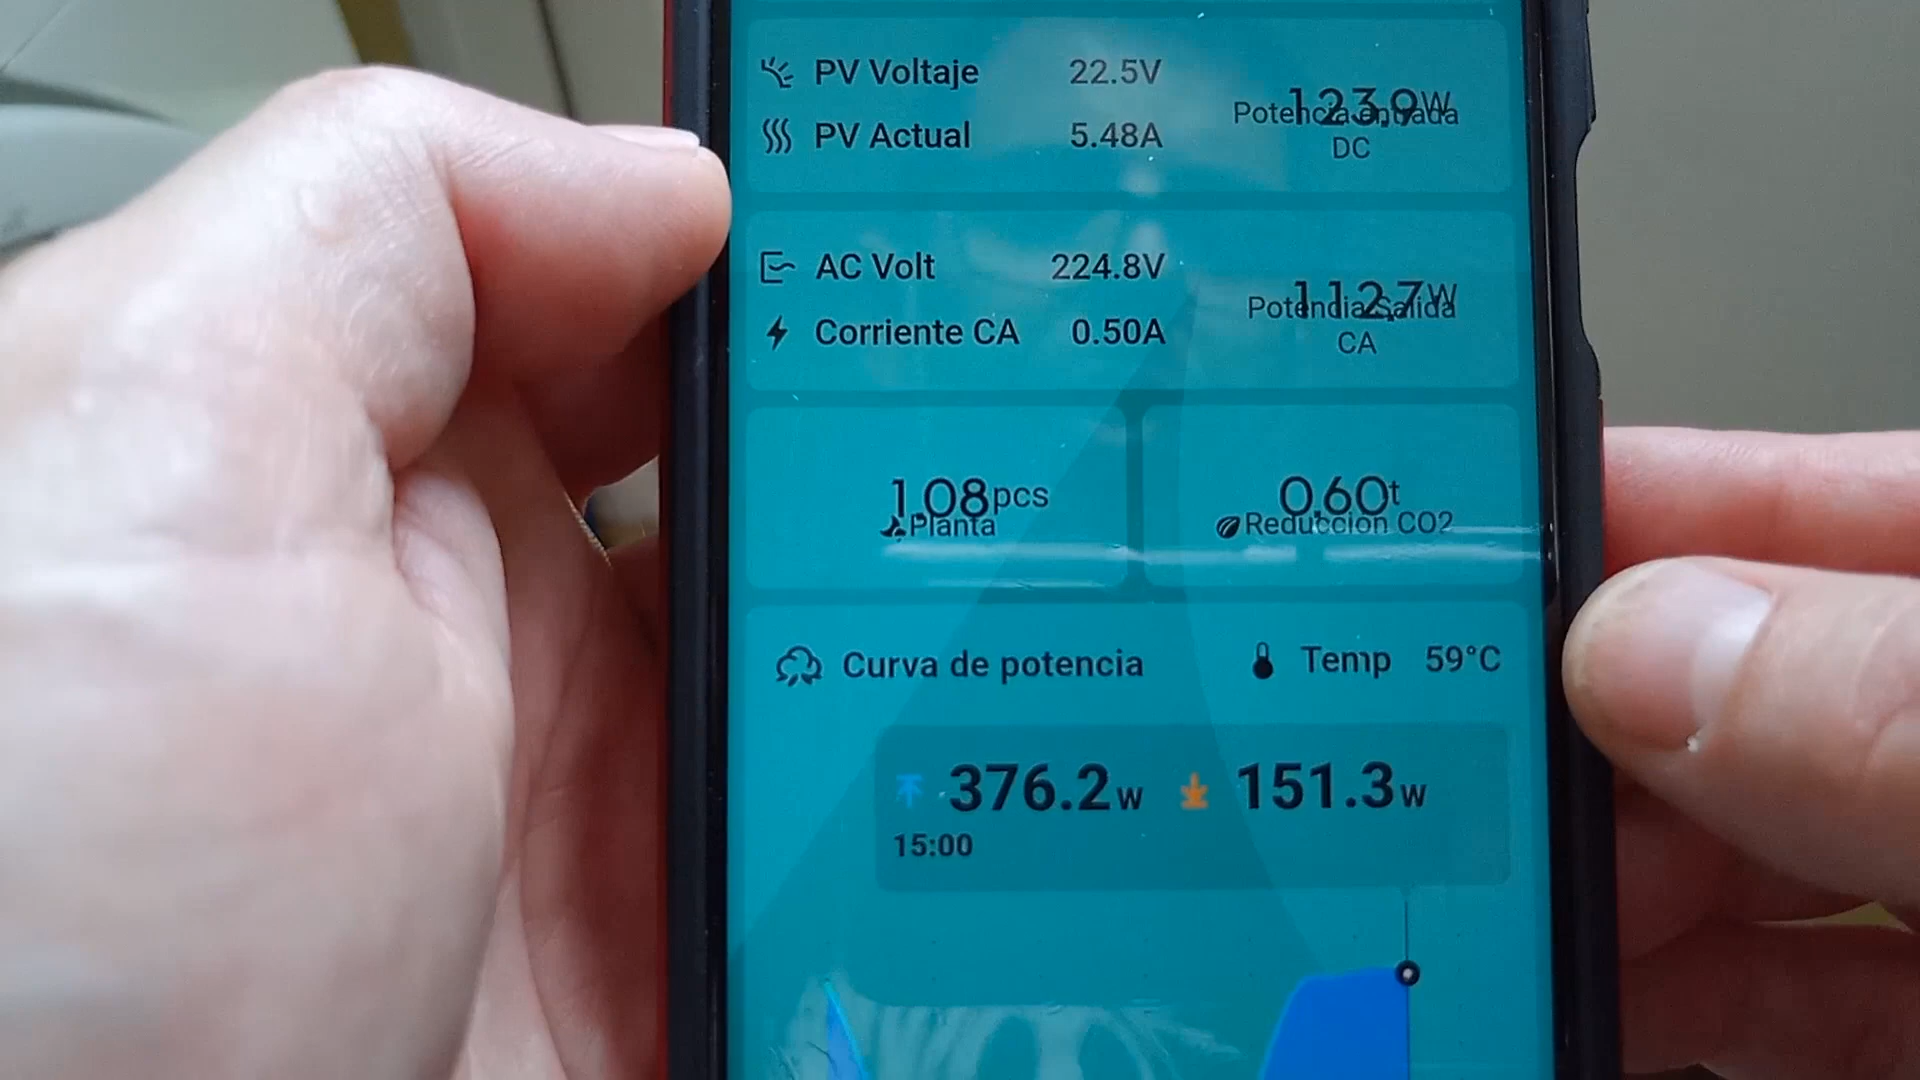 PV Voltaje 22.5V
PV Actual 5.48A
123,9W
Potencia entrada
DC
AC Volt 224.8V
Corriente CA 0.50A
112,7W
Potencia Salida
CA
1,08pcs
Planta
0,60t
Reducción CO2
Curva de potencia
Temp 59°C
376.2w 151.3w
15:00